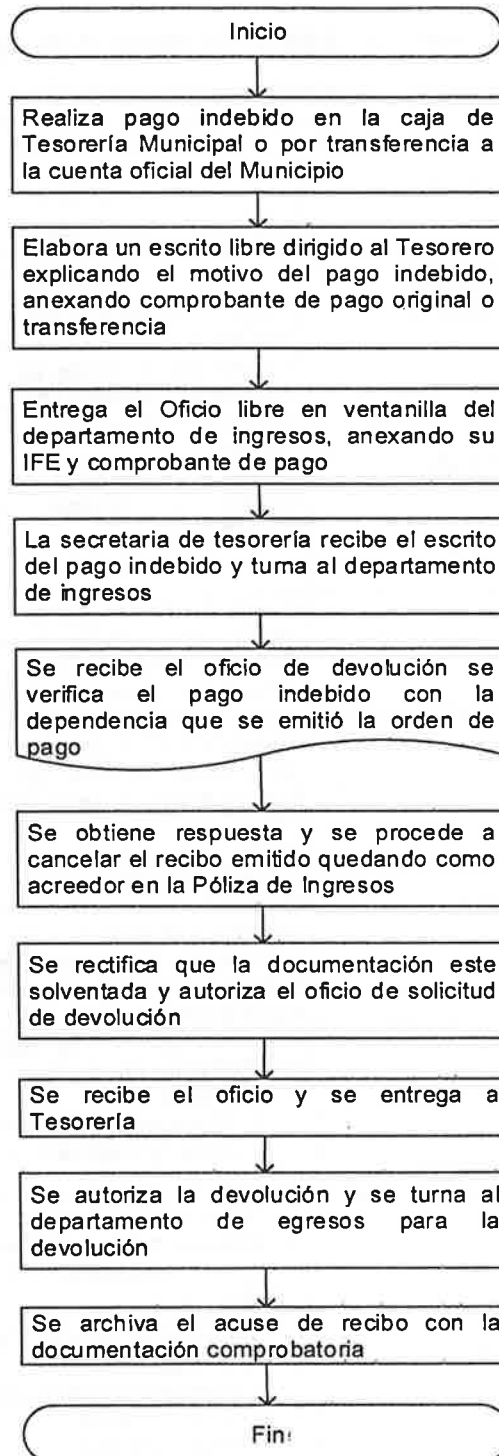 Inicio
Realiza pago indebido en la caja de
Tesorería Municipal o por transferencia a
la cuenta oficial del Municipio
Elabora un escrito libre dirigido al Tesorero
explicando el motivo del pago indebido,
anexando comprobante de pago original o
transferencia
Entrega el Oficio libre en ventanilla del
departamento de ingresos, anexando su
IFE y comprobante de pago
La secretaria de tesorería recibe el escrito
del pago indebido y turna al departamento
de ingresos
Se recibe el oficio de devolución se
verifica el pago indebido con la
dependencia que se emitió la orden de
pago
Se obtiene respuesta y se procede a
cancelar el recibo emitido quedando como
acreedor en la Póliza de Ingresos
Se rectifica que la documentación este
solventada y autoriza el oficio de solicitud
de devolución
Se recibe el oficio y se entrega a
Tesorería
Se autoriza la devolución y se turna al
departamento de egresos para la
devolución
Se archiva el acuse de recibo con la
documentación comprobatoria
Fin